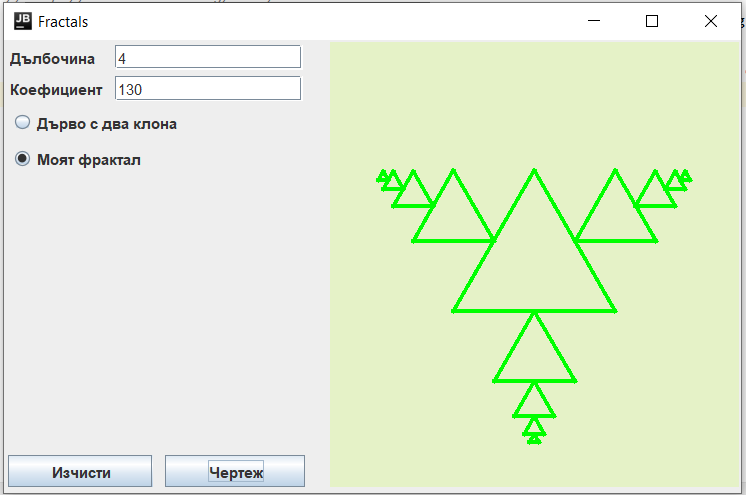 JB Fractals
Дълбочина 4
Коефициент 130
Дърво с два клона
Моят фрактал
Изчисти Чертеж